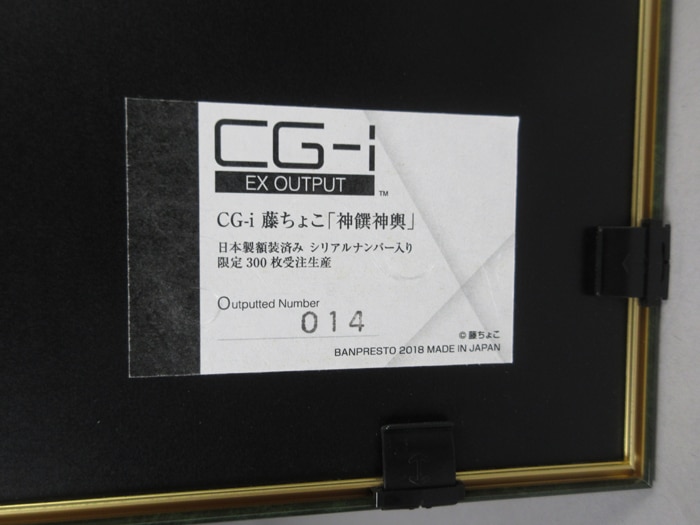 CG-i
EX OUTPUT
™
CG-i 藤ちょこ「神饌神輿」
日本製額装済み シリアルナンバー入り
限定 300 枚受注生産
Outputted Number
014
© 藤ちょこ
BANPRESTO 2018 MADE IN JAPAN